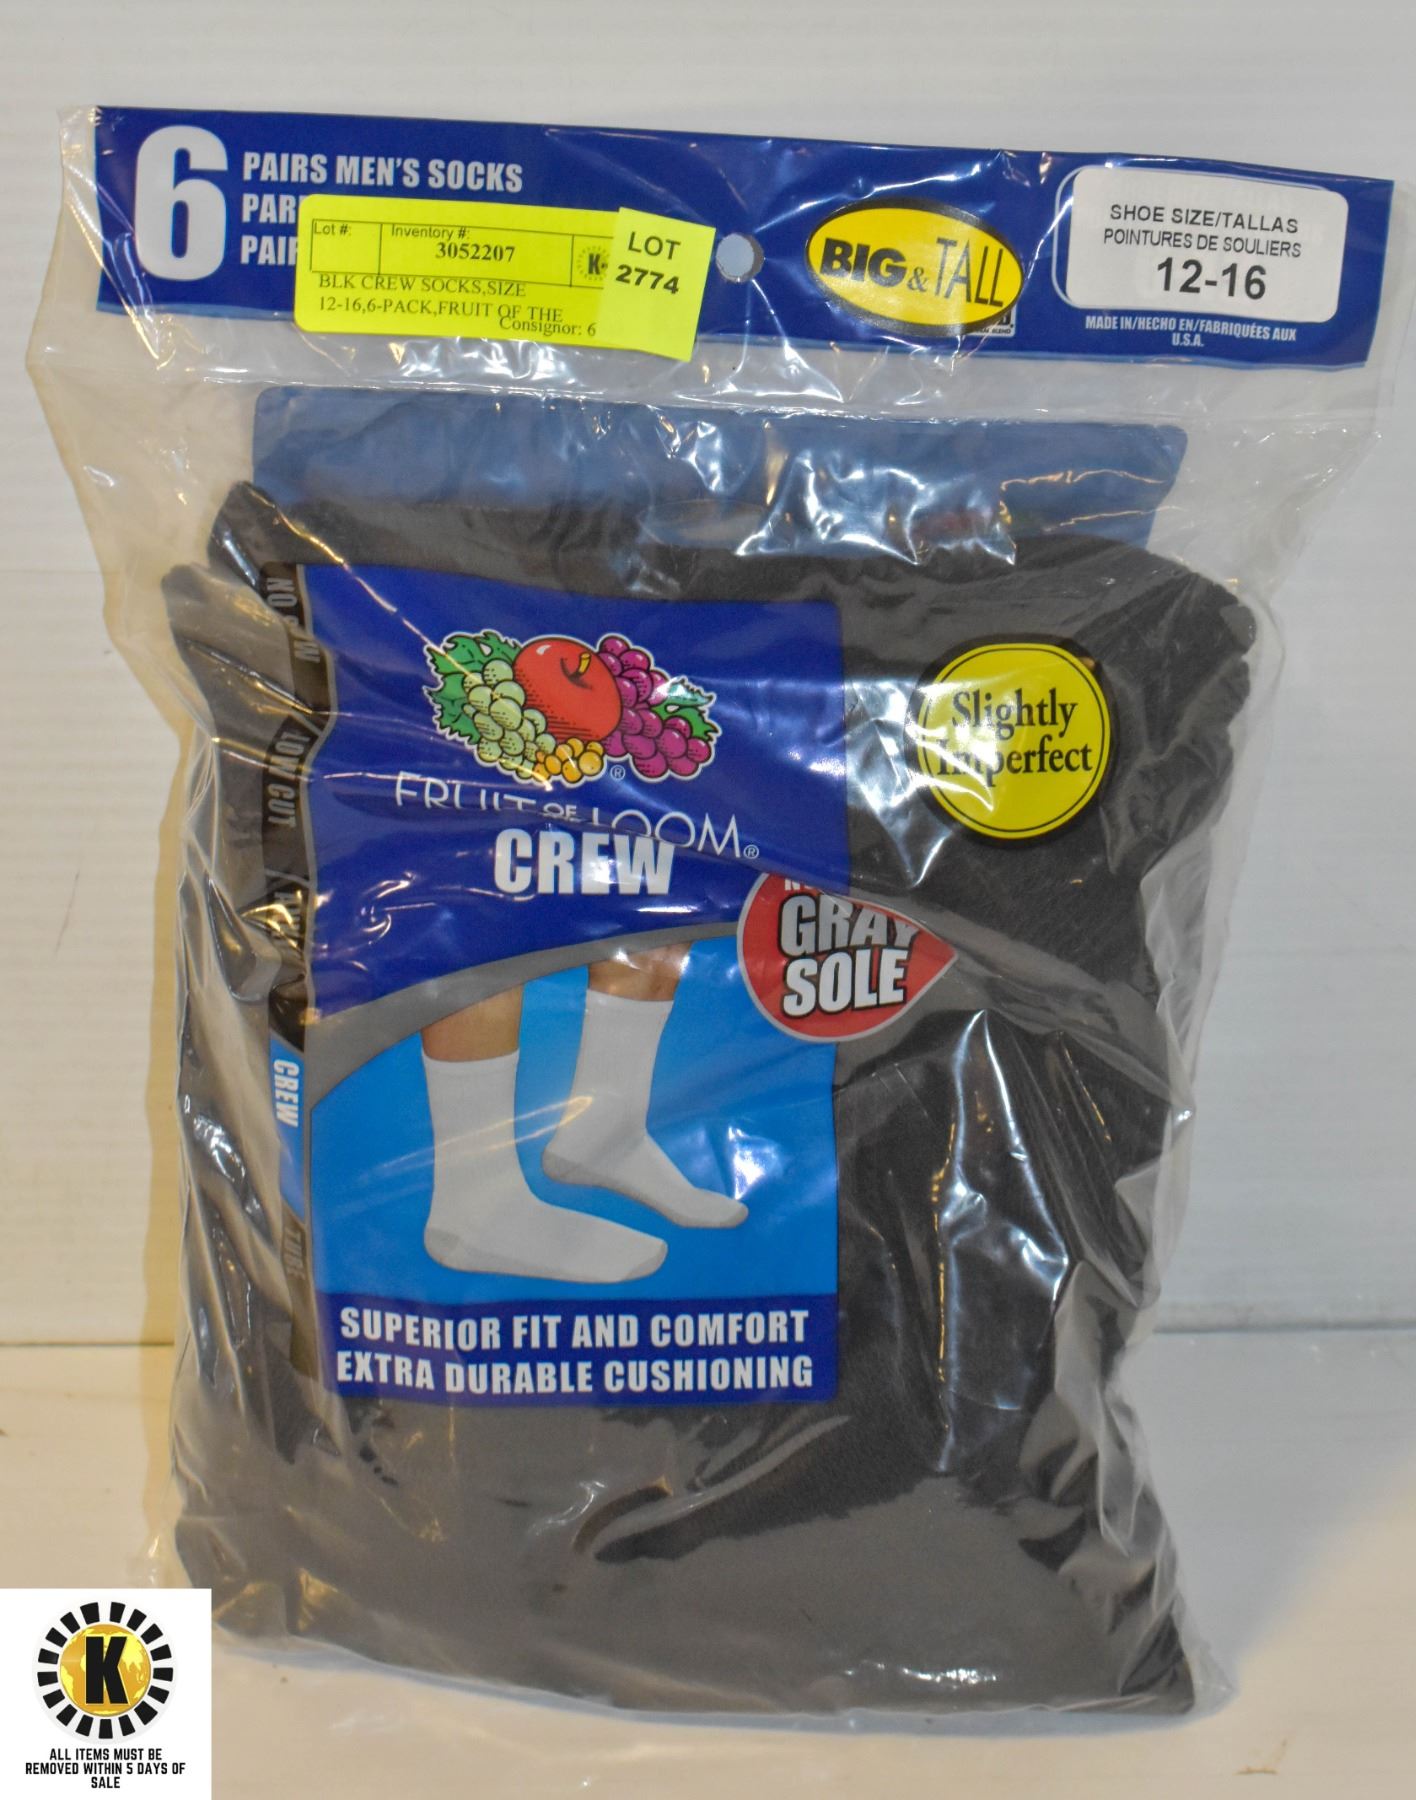 6
PAIRS MEN'S SOCKS
PAR
PAIR
Lot #:
Inventory #:
3052207
K
BLK CREW SOCKS,SIZE
12-16,6-PACK,FRUIT OF THE
Consignor: 6
LOT
2774
BIG & TALL
SHOE SIZE/TALLAS
POINTURES DE SOULIERS
12-16
MADE IN/HECHO EN/FABRIQUÉES AUX
U.S.A.
NO SHOW
LOW CUT
ANKLE
CREW
TUBE
FRUIT OF LOOM®
CREW
Slightly
Imperfect
GRAY
SOLE
SUPERIOR FIT AND COMFORT
EXTRA DURABLE CUSHIONING
K
ALL ITEMS MUST BE
REMOVED WITHIN 5 DAYS OF
SALE